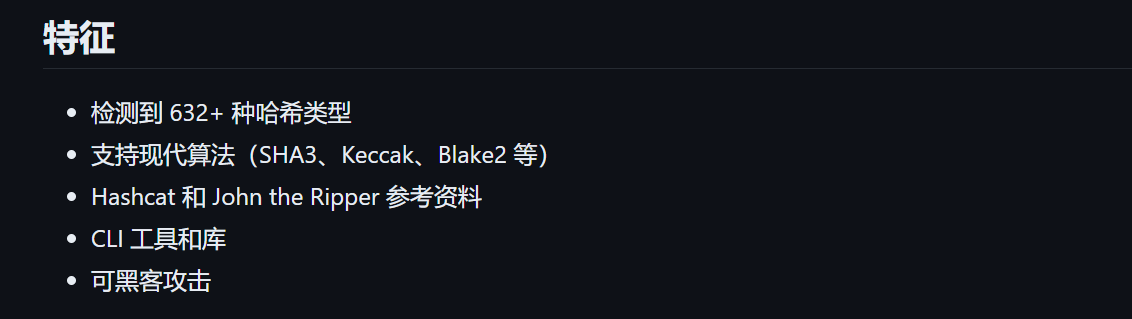 特征
检测到 632+ 种哈希类型
支持现代算法（SHA3、Keccak、Blake2 等）
Hashcat 和 John the Ripper 参考资料
CLI 工具和库
可黑客攻击